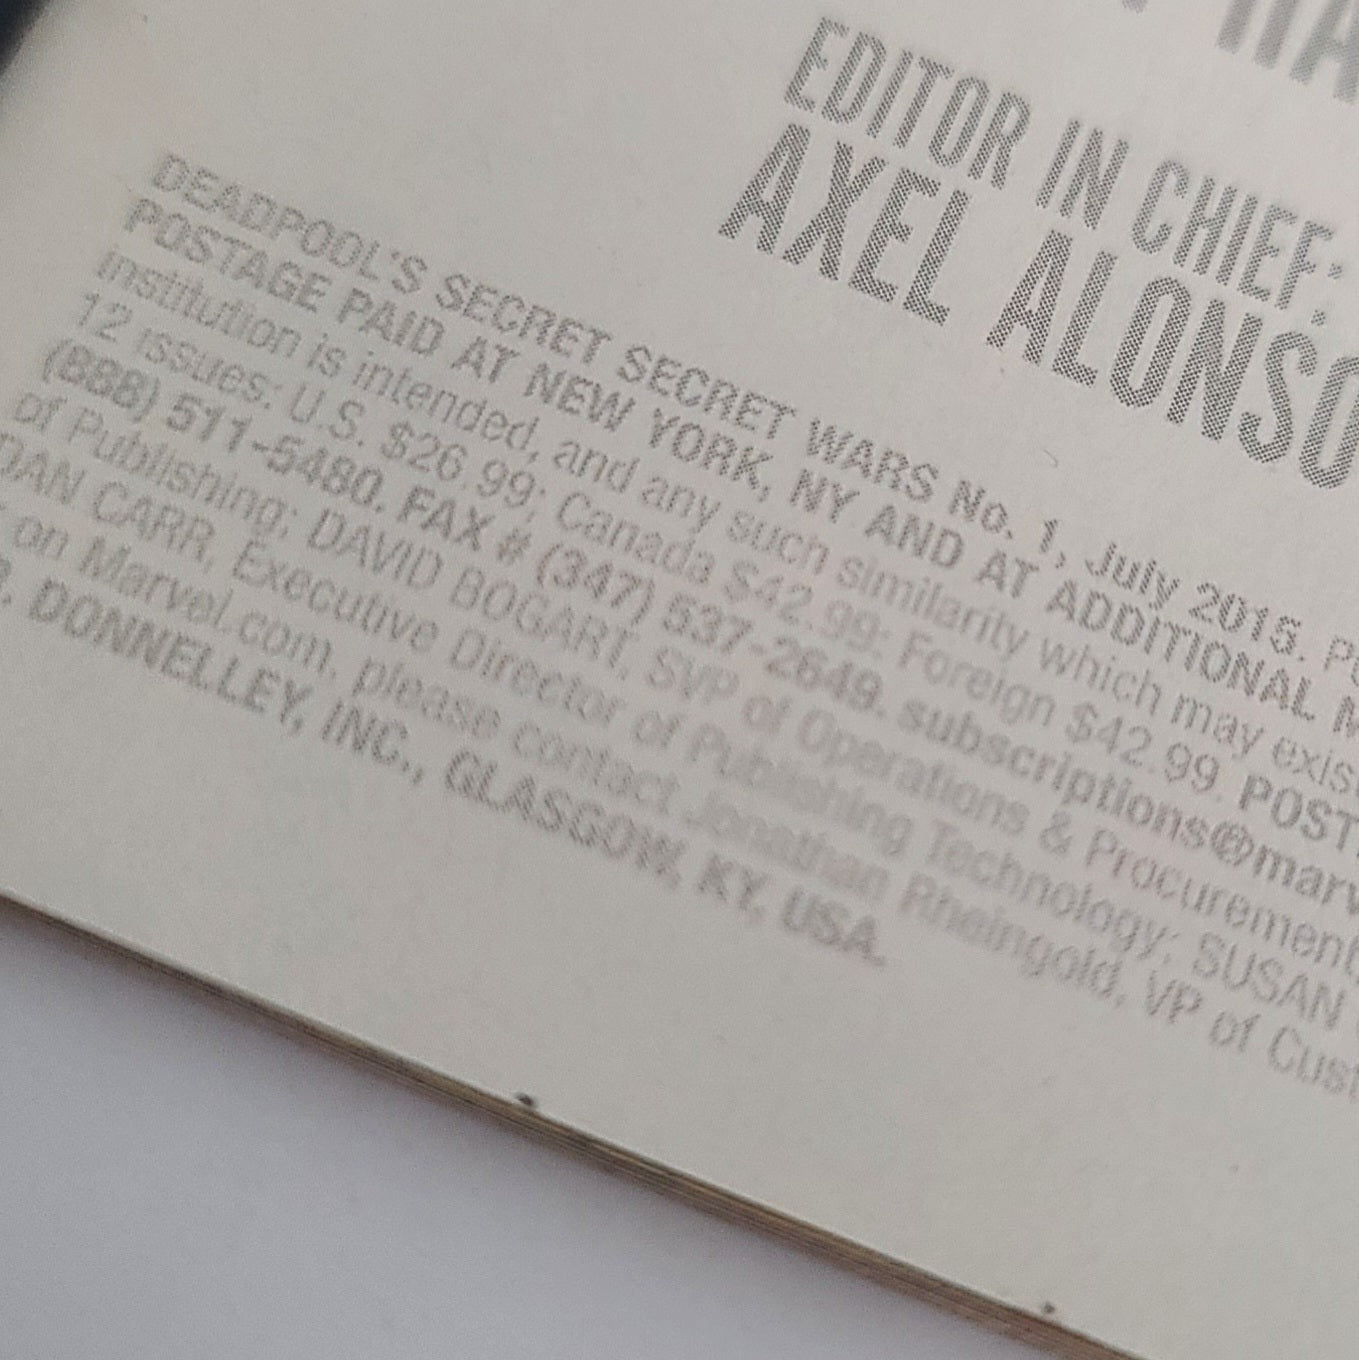 EDITOR IN CHIEF:
AXEL ALONSO
DEADPOOL'S SECRET SECRET WARS No. 1, July 2015.
POSTAGE PAID AT NEW YORK, NY AND AT ADDITIONAL
institution is intended, and any such similarity which may exis
12 issues: U.S. $26.99; Canada $42.99; Foreign $42.99. POST
(888) 511-5480. FAX # (347) 537-2649. subscriptions@marv
of Publishing; DAVID BOGART, SVP of Operations & Procurement,
DAN CARR, Executive Director of Publishing Technology; SUSAN
on Marvel.com, please contact Jonathan Rheingold, VP of Cust
R. DONNELLEY, INC., GLASGOW, KY, USA.